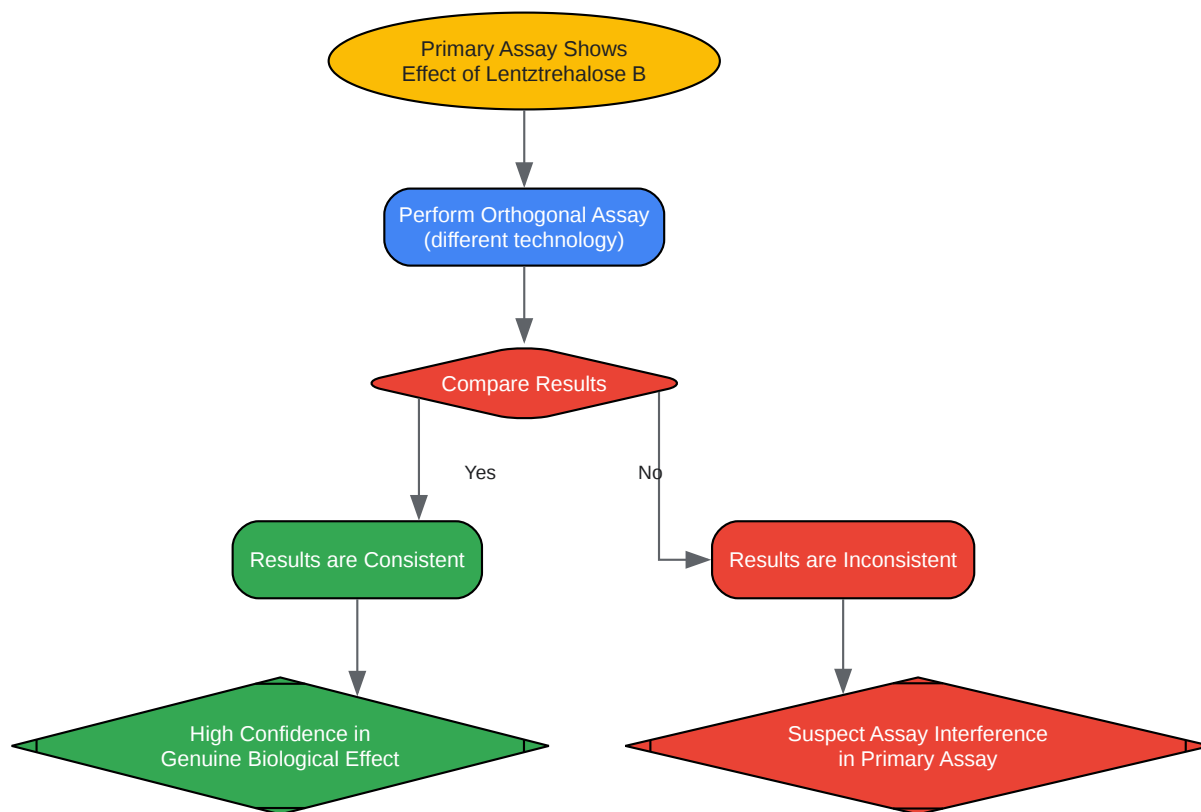 Primary Assay Shows
Effect of Lentztrehalose B
Perform Orthogonal Assay
(different technology)
Compare Results
Yes
No
Results are Consistent
Results are Inconsistent
High Confidence in
Genuine Biological Effect
Suspect Assay Interference
in Primary Assay